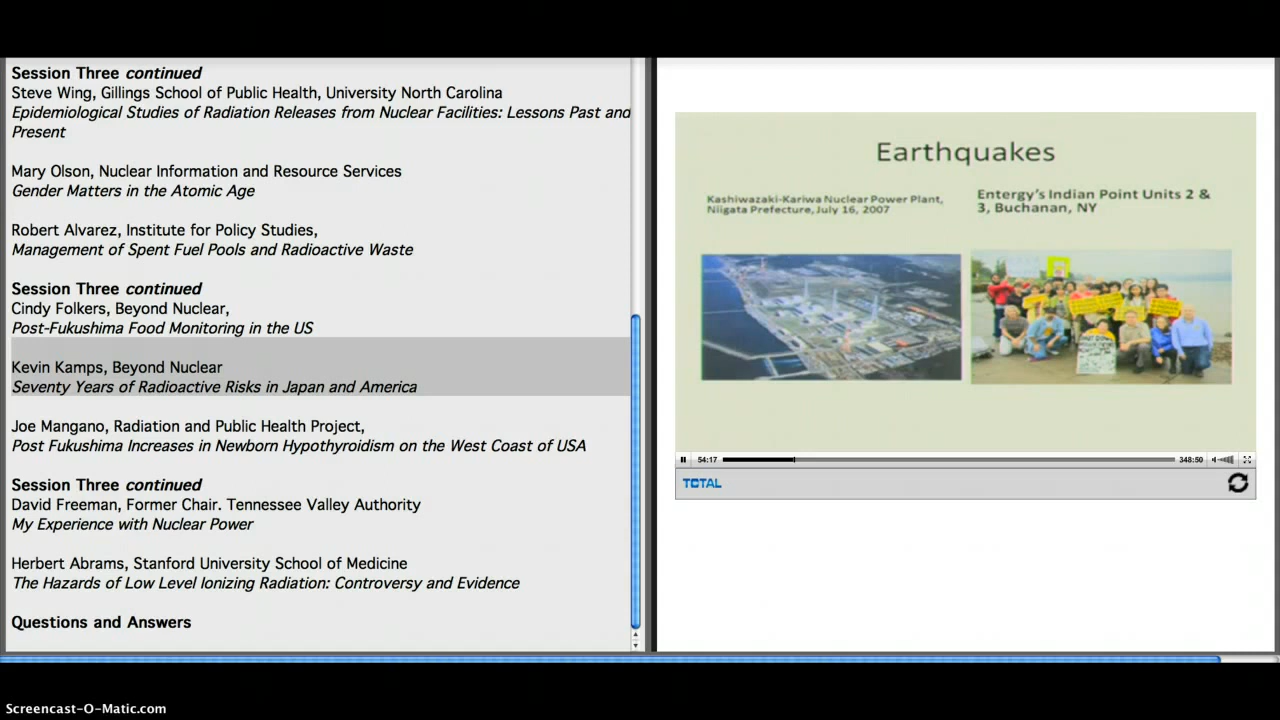 Session Three continued
Steve Wing, Gillings School of Public Health, University North Carolina
Epidemiological Studies of Radiation Releases from Nuclear Facilities: Lessons Past and
Present
Mary Olson, Nuclear Information and Resource Services
Gender Matters in the Atomic Age
Robert Alvarez, Institute for Policy Studies,
Management of Spent Fuel Pools and Radioactive Waste
Session Three continued
Cindy Folkers, Beyond Nuclear,
Post-Fukushima Food Monitoring in the US
Kevin Kamps, Beyond Nuclear
Seventy Years of Radioactive Risks in Japan and America
Joe Mangano, Radiation and Public Health Project,
Post Fukushima Increases in Newborn Hypothyroidism on the West Coast of USA
Session Three continued
David Freeman, Former Chair. Tennessee Valley Authority
My Experience with Nuclear Power
Herbert Abrams, Stanford University School of Medicine
The Hazards of Low Level Ionizing Radiation: Controversy and Evidence
Questions and Answers
Earthquakes
Kashiwazaki-Kariwa Nuclear Power Plant,
Niigata Prefecture, July 16, 2007
Entergy's Indian Point Units 2 &
3, Buchanan, NY
54:17
348:50
TOTAL
Screencast-O-Matic.com